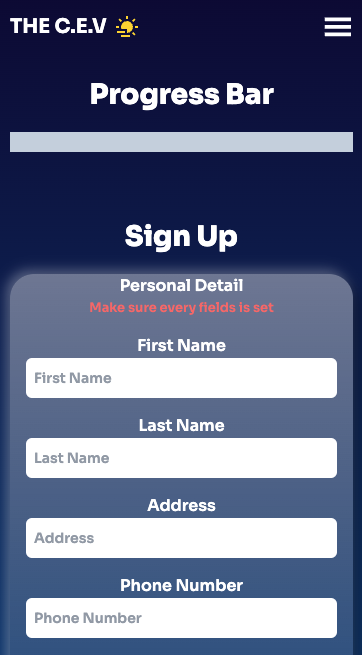 THE C.E.V
Progress Bar
Sign Up
Personal Detail
Make sure every fields is set
First Name
First Name
Last Name
Last Name
Address
Address
Phone Number
Phone Number